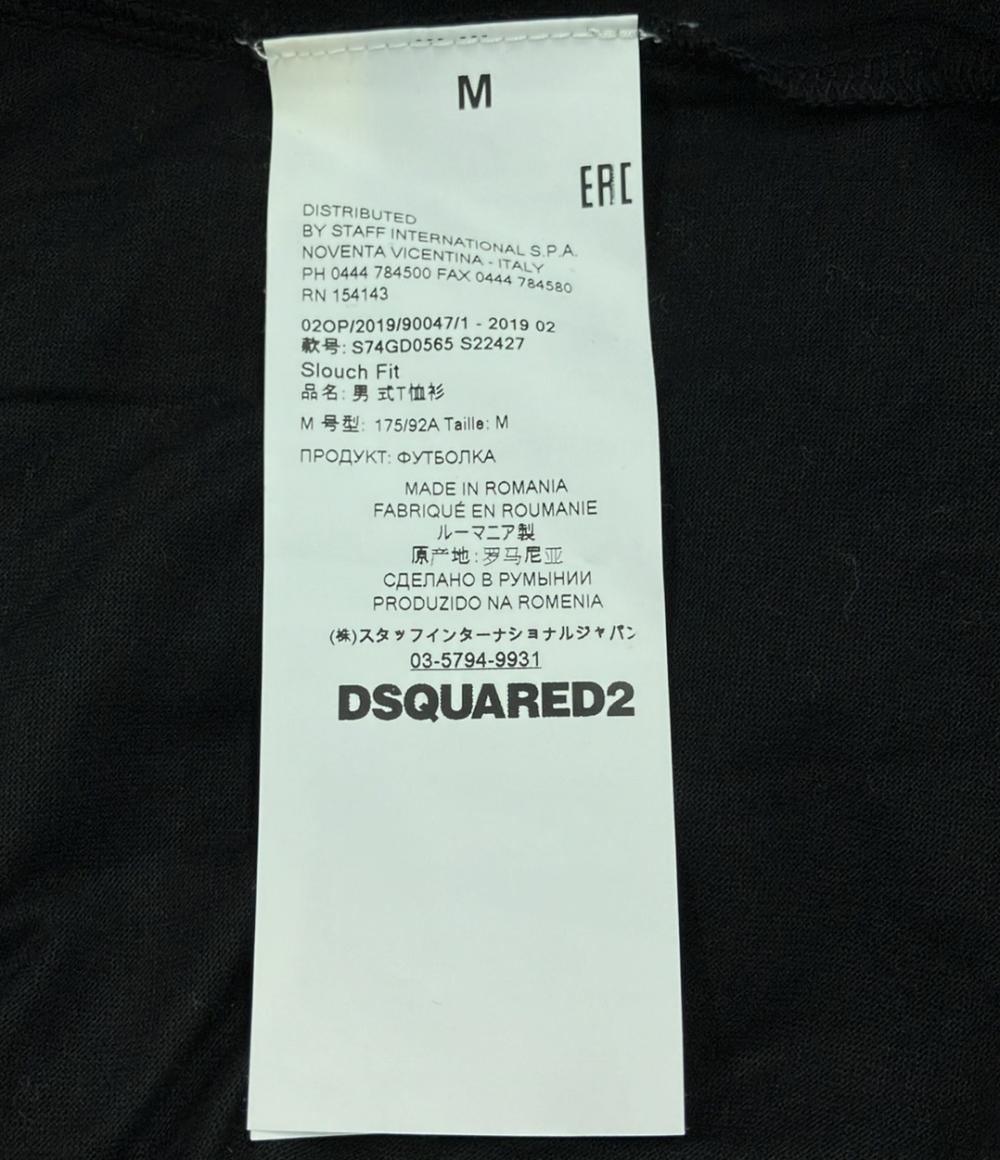 M
EAC
DISTRIBUTED
BY STAFF INTERNATIONAL S.P.A.
NOVENTA VICENTINA - ITALY
PH 0444 784500 FAX 0444 784580
RN 154143
02OP/2019/90047/1 - 2019 02
款号: S74GD0565 S22427
Slouch Fit
品名: 男 式T恤衫
M 号型: 175/92A Taille: M
ПРОДУКТ: ФУТБОЛКА
MADE IN ROMANIA
FABRIQUÉ EN ROUMANIE
ルーマニア製
原产地: 罗马尼亚
СДЕЛАНО В РУМЫНИИ
PRODUZIDO NA ROMENIA
(株)スタッフインターナショナルジャパン
03-5794-9931
DSQUARED2